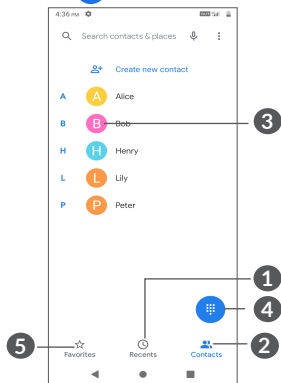 4:36 PM
Search contacts & places
Create new contact
A A Alice
B B Bob
3
H H Henry
L L Lily
P P Peter
1
4
5
2
Favorites Recents Contacts